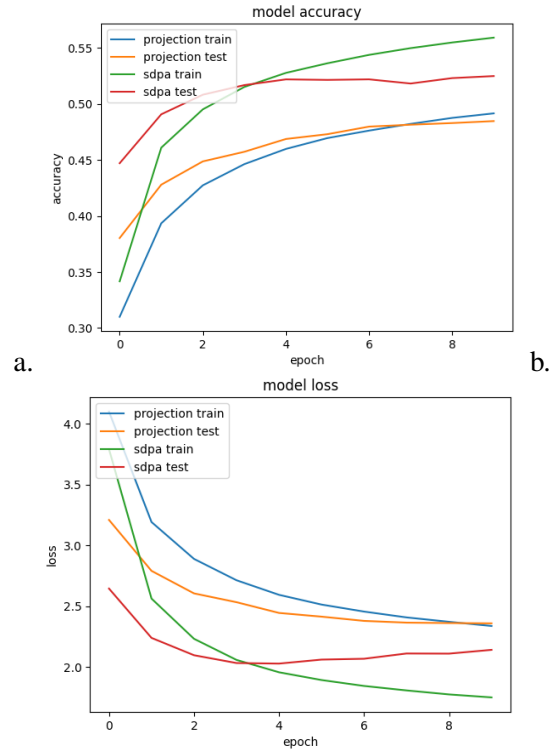 model accuracy
projection train
projection test
sdpa train
sdpa test
0.55
0.50
0.45
0.40
0.35
0.30
accuracy
0 2 4 6 8
epoch
a. b.
model loss
projection train
projection test
sdpa train
sdpa test
4.0
3.5
3.0
2.5
2.0
loss
0 2 4 6 8
epoch